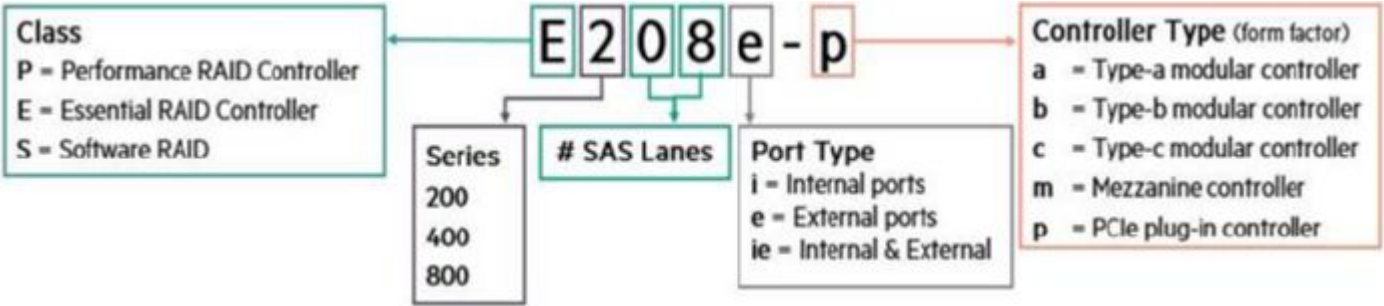 E208e-p
Class
P = Performance RAID Controller
E = Essential RAID Controller
S = Software RAID
Series
200
400
800
# SAS Lanes
Port Type
i = Internal ports
e = External ports
ie = Internal & External
Controller Type (form factor)
a = Type-a modular controller
b = Type-b modular controller
c = Type-c modular controller
m = Mezzanine controller
p = PCIe plug-in controller